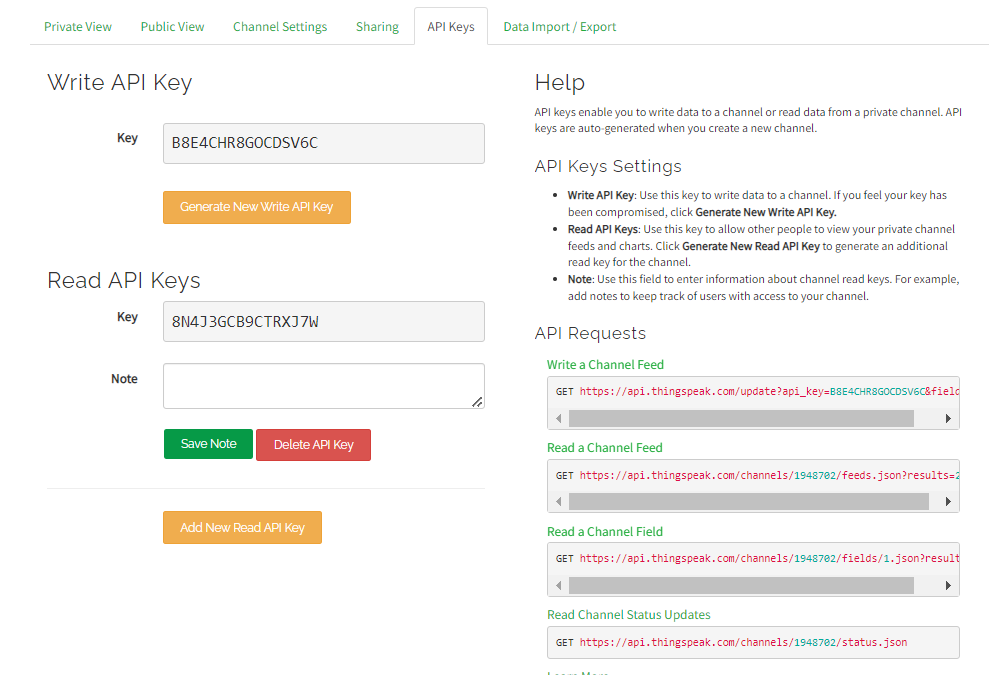 Private View Public View Channel Settings Sharing API Keys Data Import / Export
Write API Key
Key B8E4CHR8GOCDSV6C
Generate New Write API Key
Read API Keys
Key 8N4J3GCB9CTRXJ7W
Note
Save Note Delete API Key
Add New Read API Key
Help
API keys enable you to write data to a channel or read data from a private channel. API
keys are auto-generated when you create a new channel.
API Keys Settings
• Write API Key: Use this key to write data to a channel. If you feel your key has
been compromised, click Generate New Write API Key.
• Read API Keys: Use this key to allow other people to view your private channel
feeds and charts. Click Generate New Read API Key to generate an additional
read key for the channel.
• Note: Use this field to enter information about channel read keys. For example,
add notes to keep track of users with access to your channel.
API Requests
Write a Channel Feed
GET https://api.thingspeak.com/update?api_key=B8E4CHR8GOCDSV6C&field
Read a Channel Feed
GET https://api.thingspeak.com/channels/1948702/feeds.json?results=2
Read a Channel Field
GET https://api.thingspeak.com/channels/1948702/fields/1.json?result
Read Channel Status Updates
GET https://api.thingspeak.com/channels/1948702/status.json